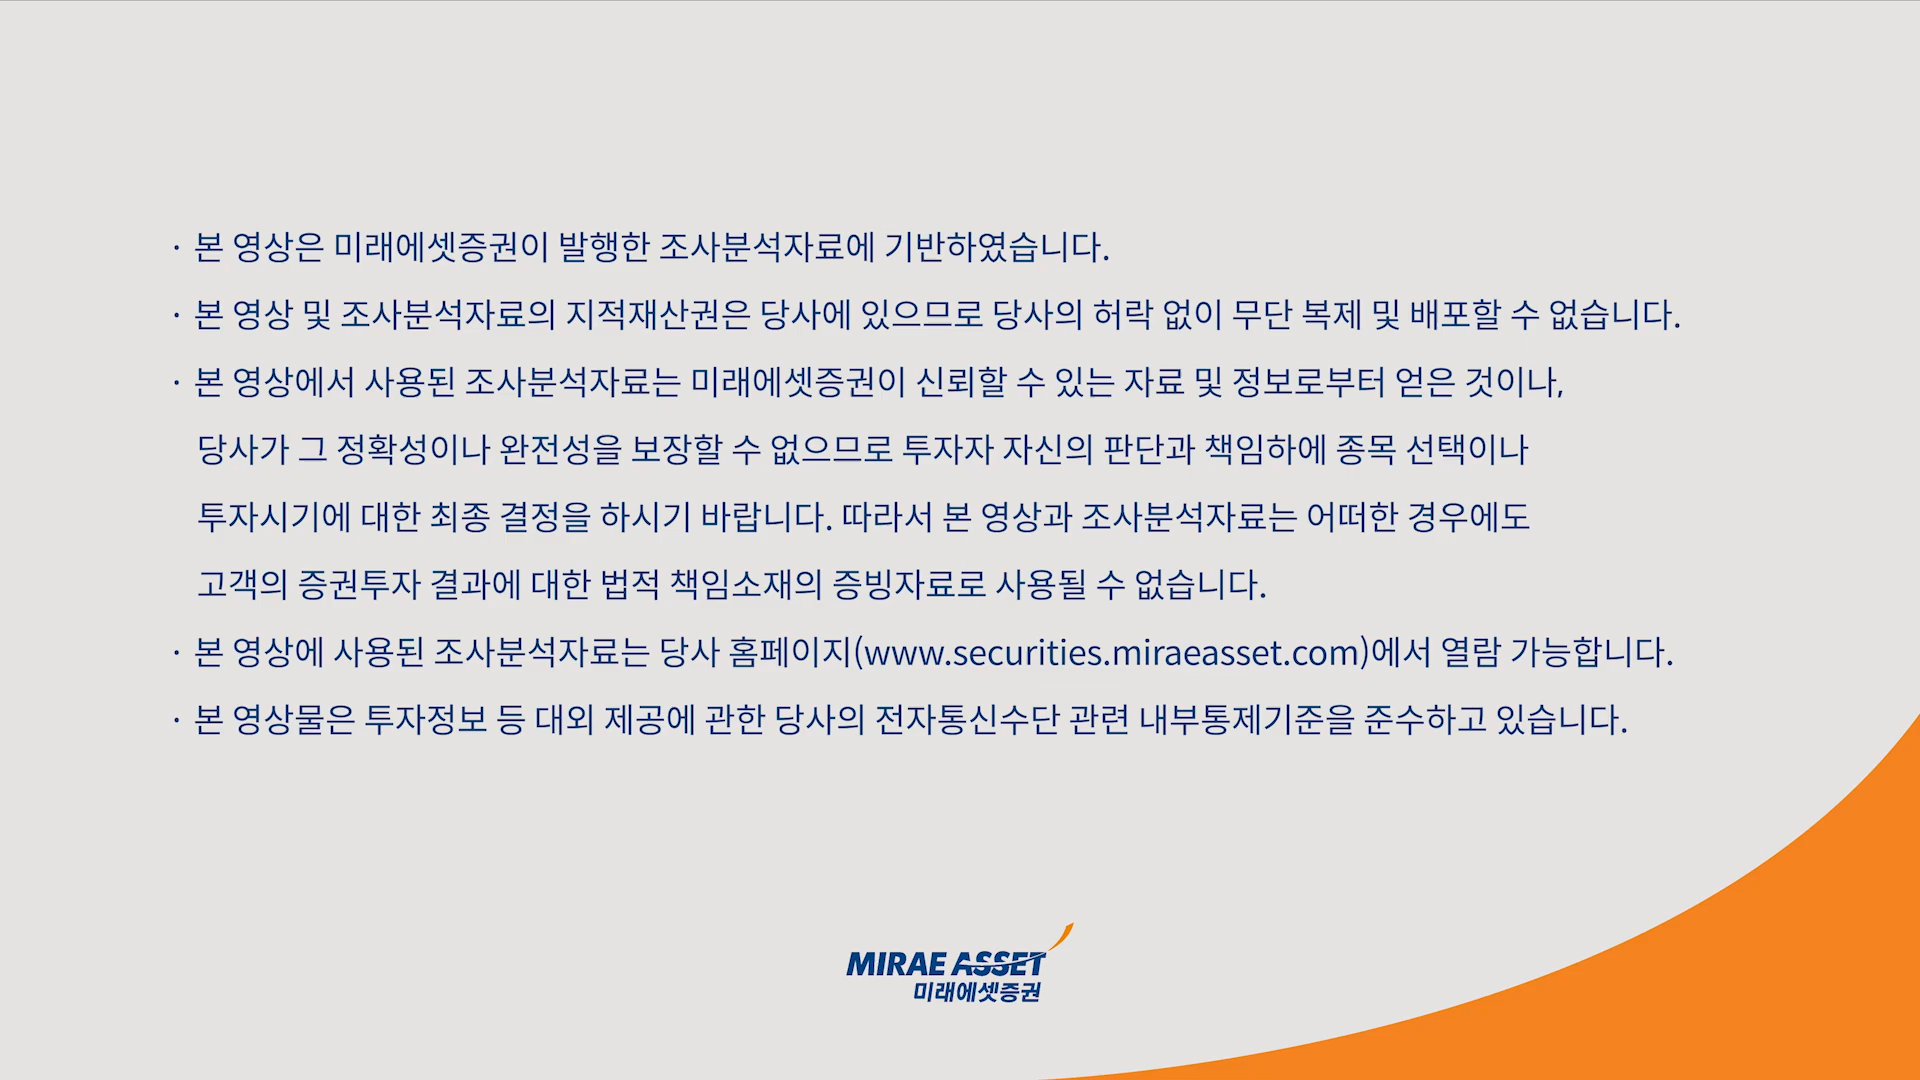 · 본 영상은 미래에셋증권이 발행한 조사분석자료에 기반하였습니다.
· 본 영상 및 조사분석자료의 지적재산권은 당사에 있으므로 당사의 허락 없이 무단 복제 및 배포할 수 없습니다.
· 본 영상에서 사용된 조사분석자료는 미래에셋증권이 신뢰할 수 있는 자료 및 정보로부터 얻은 것이나,
당사가 그 정확성이나 완전성을 보장할 수 없으므로 투자자 자신의 판단과 책임하에 종목 선택이나
투자시기에 대한 최종 결정을 하시기 바랍니다. 따라서 본 영상과 조사분석자료는 어떠한 경우에도
고객의 증권투자 결과에 대한 법적 책임소재의 증빙자료로 사용될 수 없습니다.
· 본 영상에 사용된 조사분석자료는 당사 홈페이지(www.securities.miraeasset.com)에서 열람 가능합니다.
· 본 영상물은 투자정보 등 대외 제공에 관한 당사의 전자통신수단 관련 내부통제기준을 준수하고 있습니다.
MIRAE ASSET
미래에셋증권